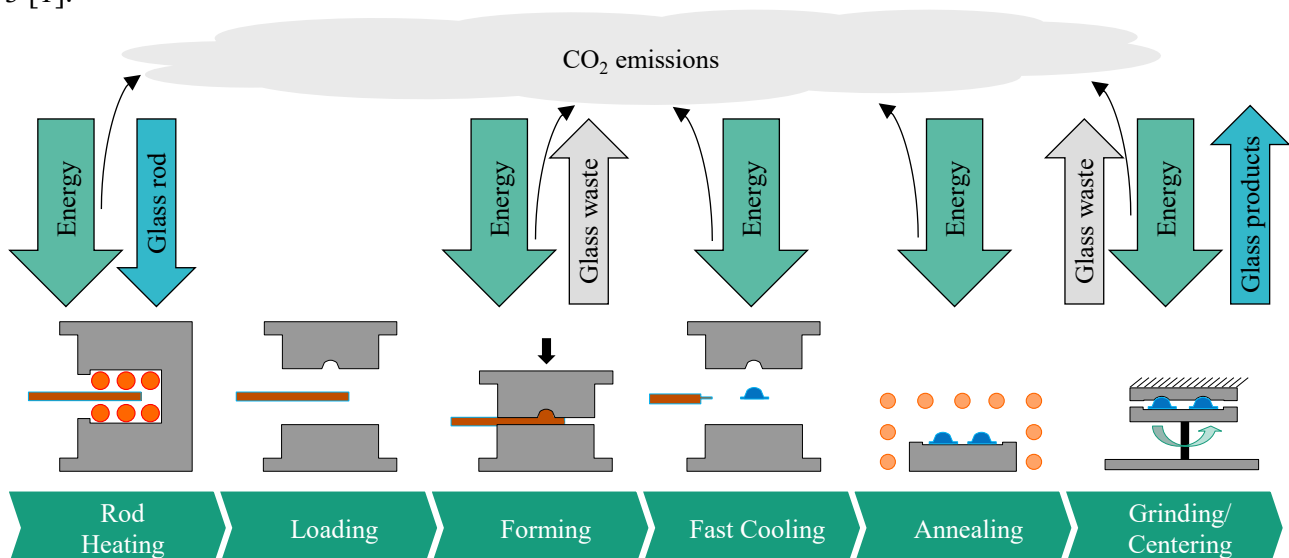 5 [1].
CO₂ emissions
Energy
Glass rod
Energy
Glass waste
Energy
Energy
Glass waste
Energy
Glass products
Rod
Heating
Loading
Forming
Fast Cooling
Annealing
Grinding/
Centering